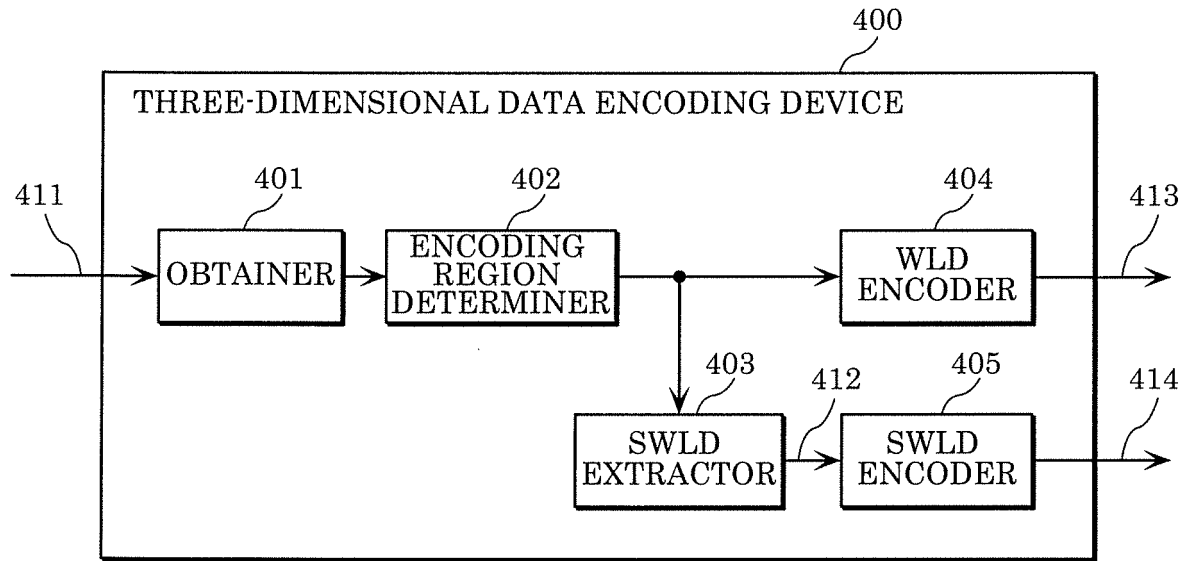 400
THREE-DIMENSIONAL DATA ENCODING DEVICE
411
401
402
404
413
OBTAINER
ENCODING
REGION
DETERMINER
WLD
ENCODER
403
412
405
414
SWLD
EXTRACTOR
SWLD
ENCODER